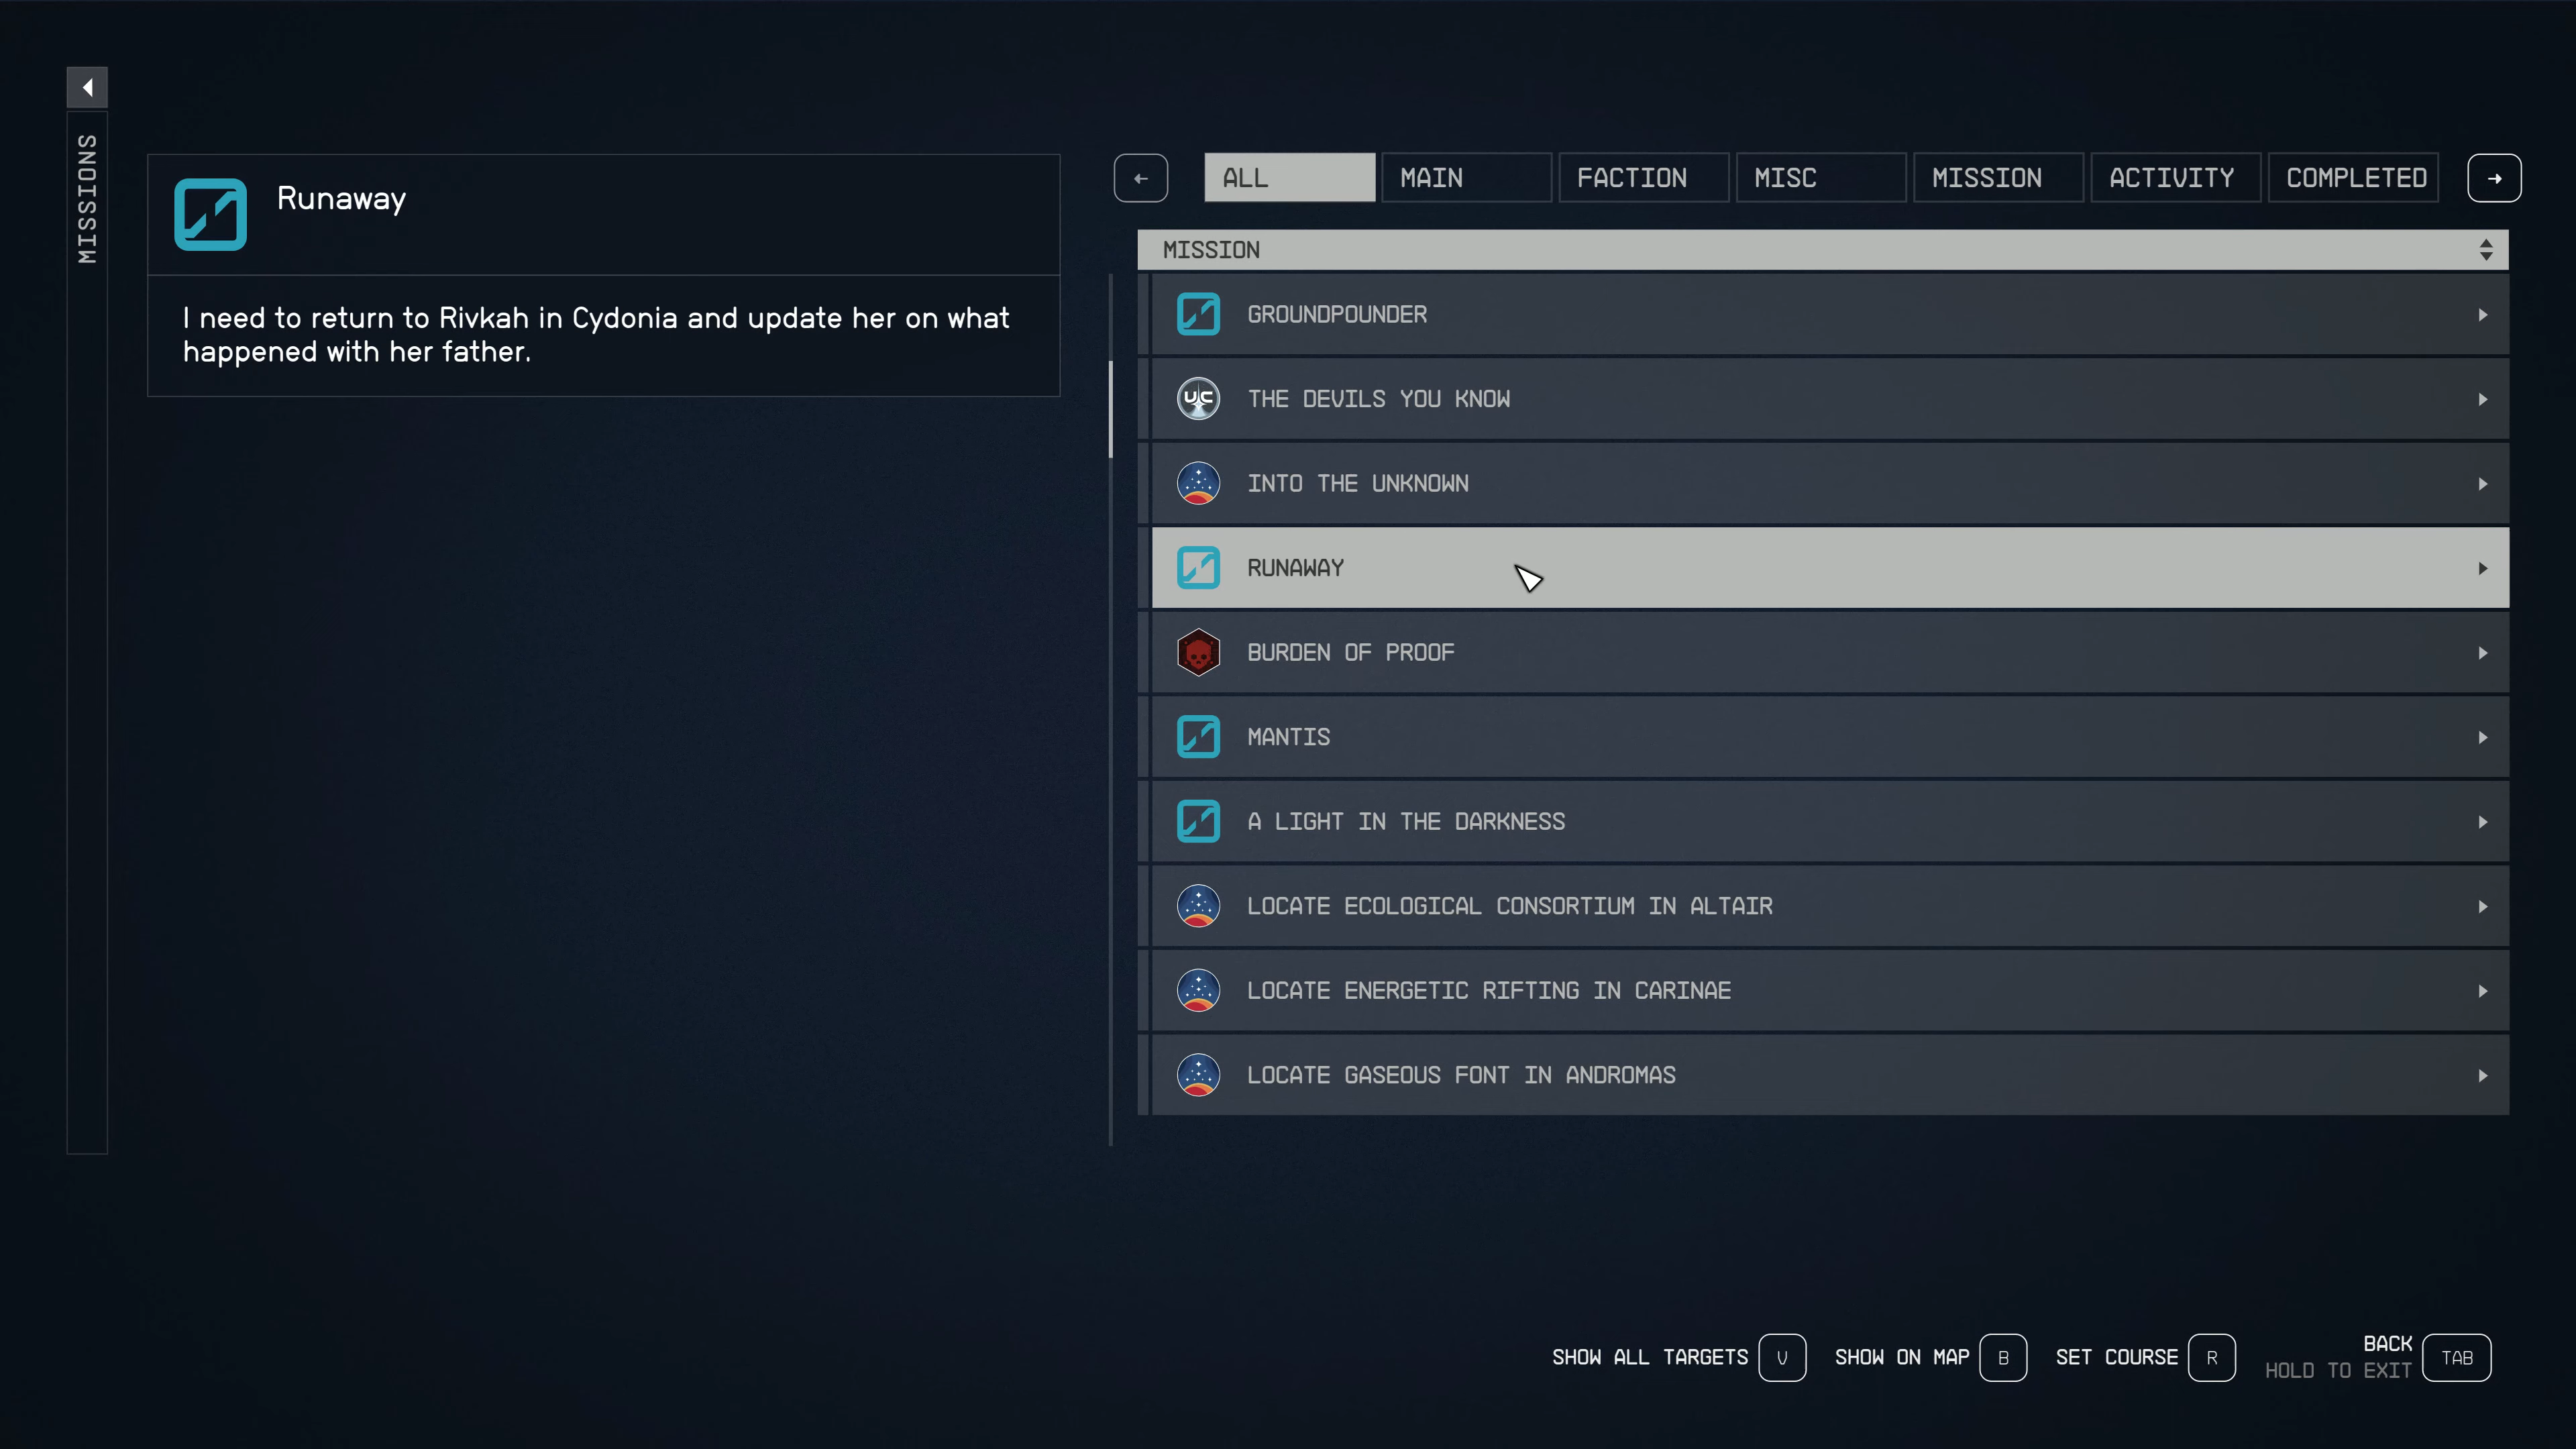 MISSIONS
Runaway
I need to return to Rivkah in Cydonia and update her on what
happened with her father.
ALL MAIN FACTION MISC MISSION ACTIVITY COMPLETED
MISSION
GROUNDPOUNDER
UC THE DEVILS YOU KNOW
INTO THE UNKNOWN
RUNAWAY
BURDEN OF PROOF
MANTIS
A LIGHT IN THE DARKNESS
LOCATE ECOLOGICAL CONSORTIUM IN ALTAIR
LOCATE ENERGETIC RIFTING IN CARINAE
LOCATE GASEOUS FONT IN ANDROMAS
SHOW ALL TARGETS V SHOW ON MAP B SET COURSE R BACK TAB
HOLD TO EXIT